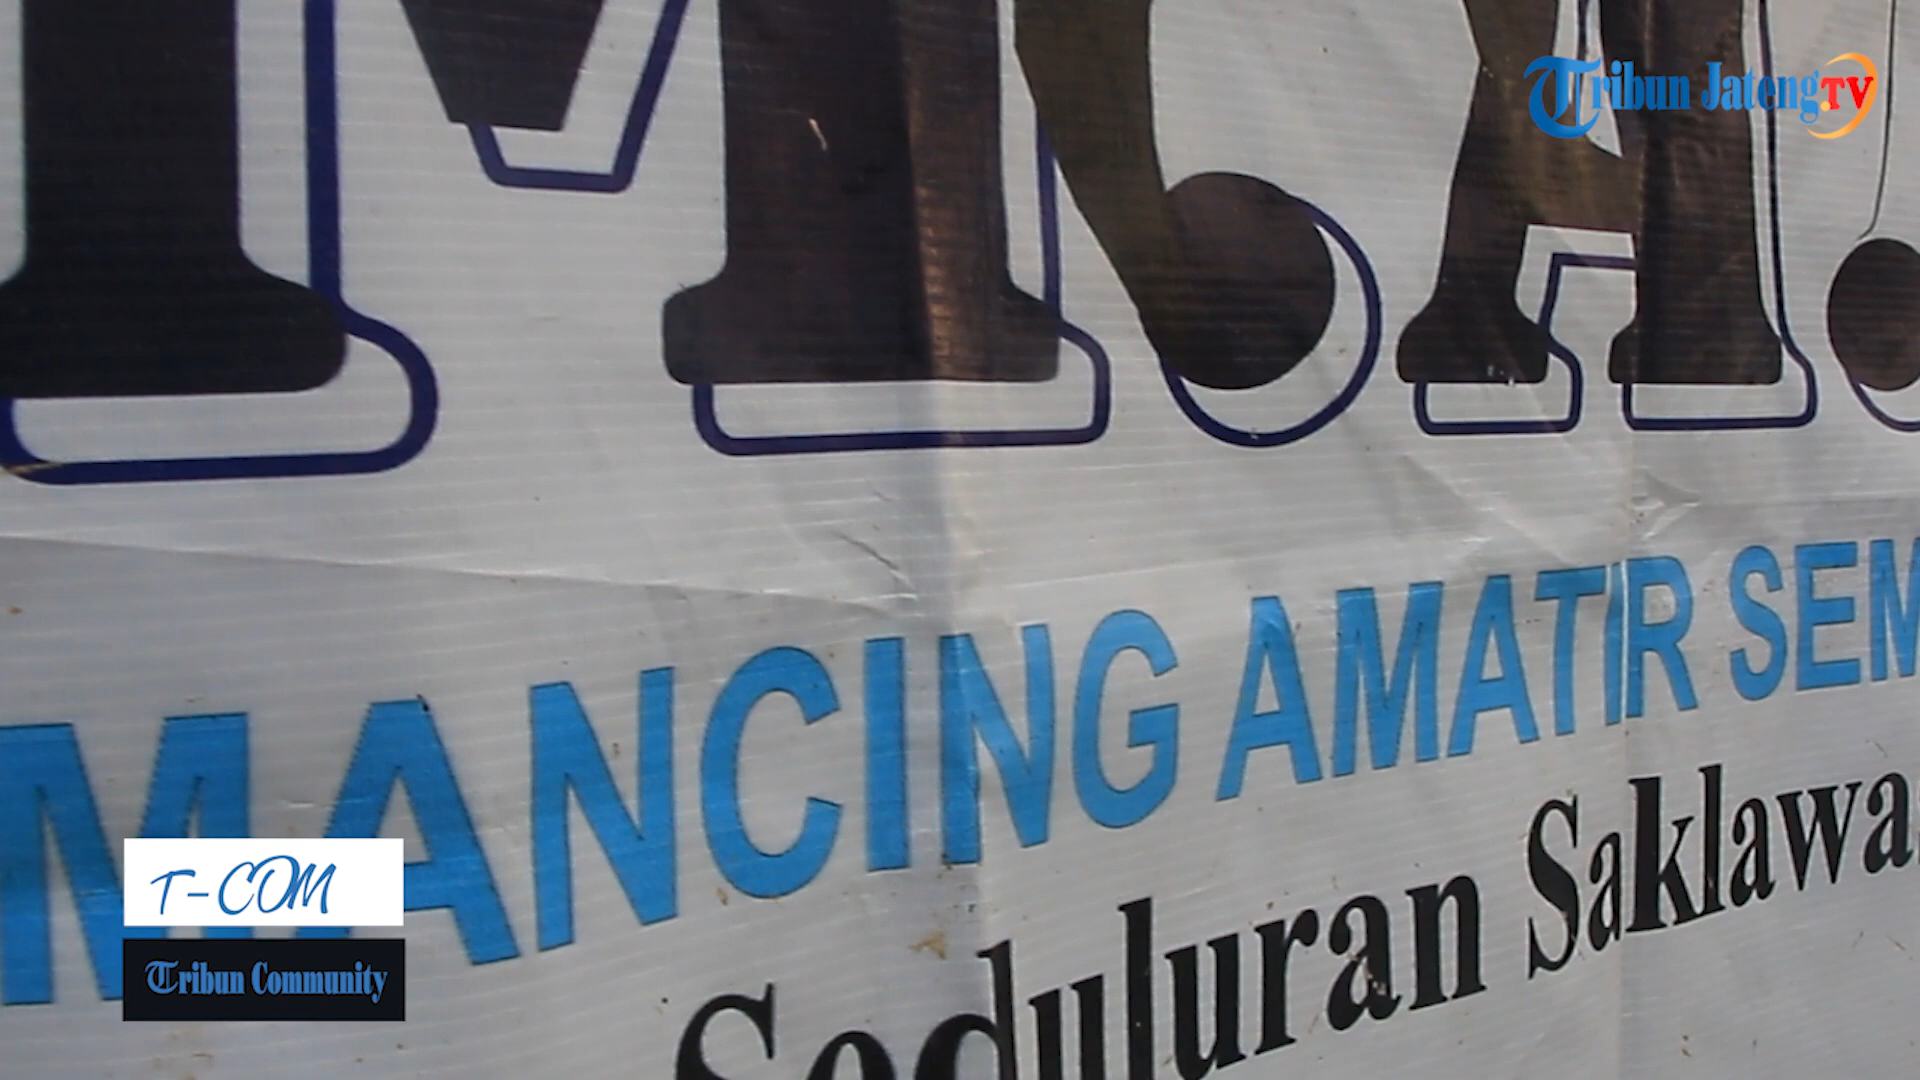 M.A.
Tribun Jateng.TV
MANCING AMATIR SEM
Seduluran Saklawa
T-COM
Tribun Community